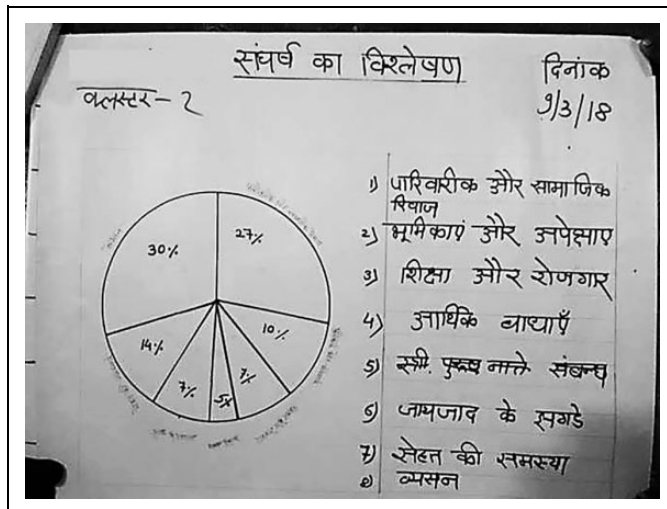 संघर्ष का विश्लेषण
दिनांक
9/3/18
क्लस्टर - 2
27%
30%
10%
14%
7%
7%
5%
1) पारिवारीक और सामाजिक
रिवाज
2) भूमिकाएं और अपेक्षाए
3) शिक्षा और रोजगार
4) आर्थिक बाधाएँ
5) स्त्री पुरुष नाते संबन्ध
6) जायजाद के झगडे
7) सेहत की समस्या
८) व्यसन